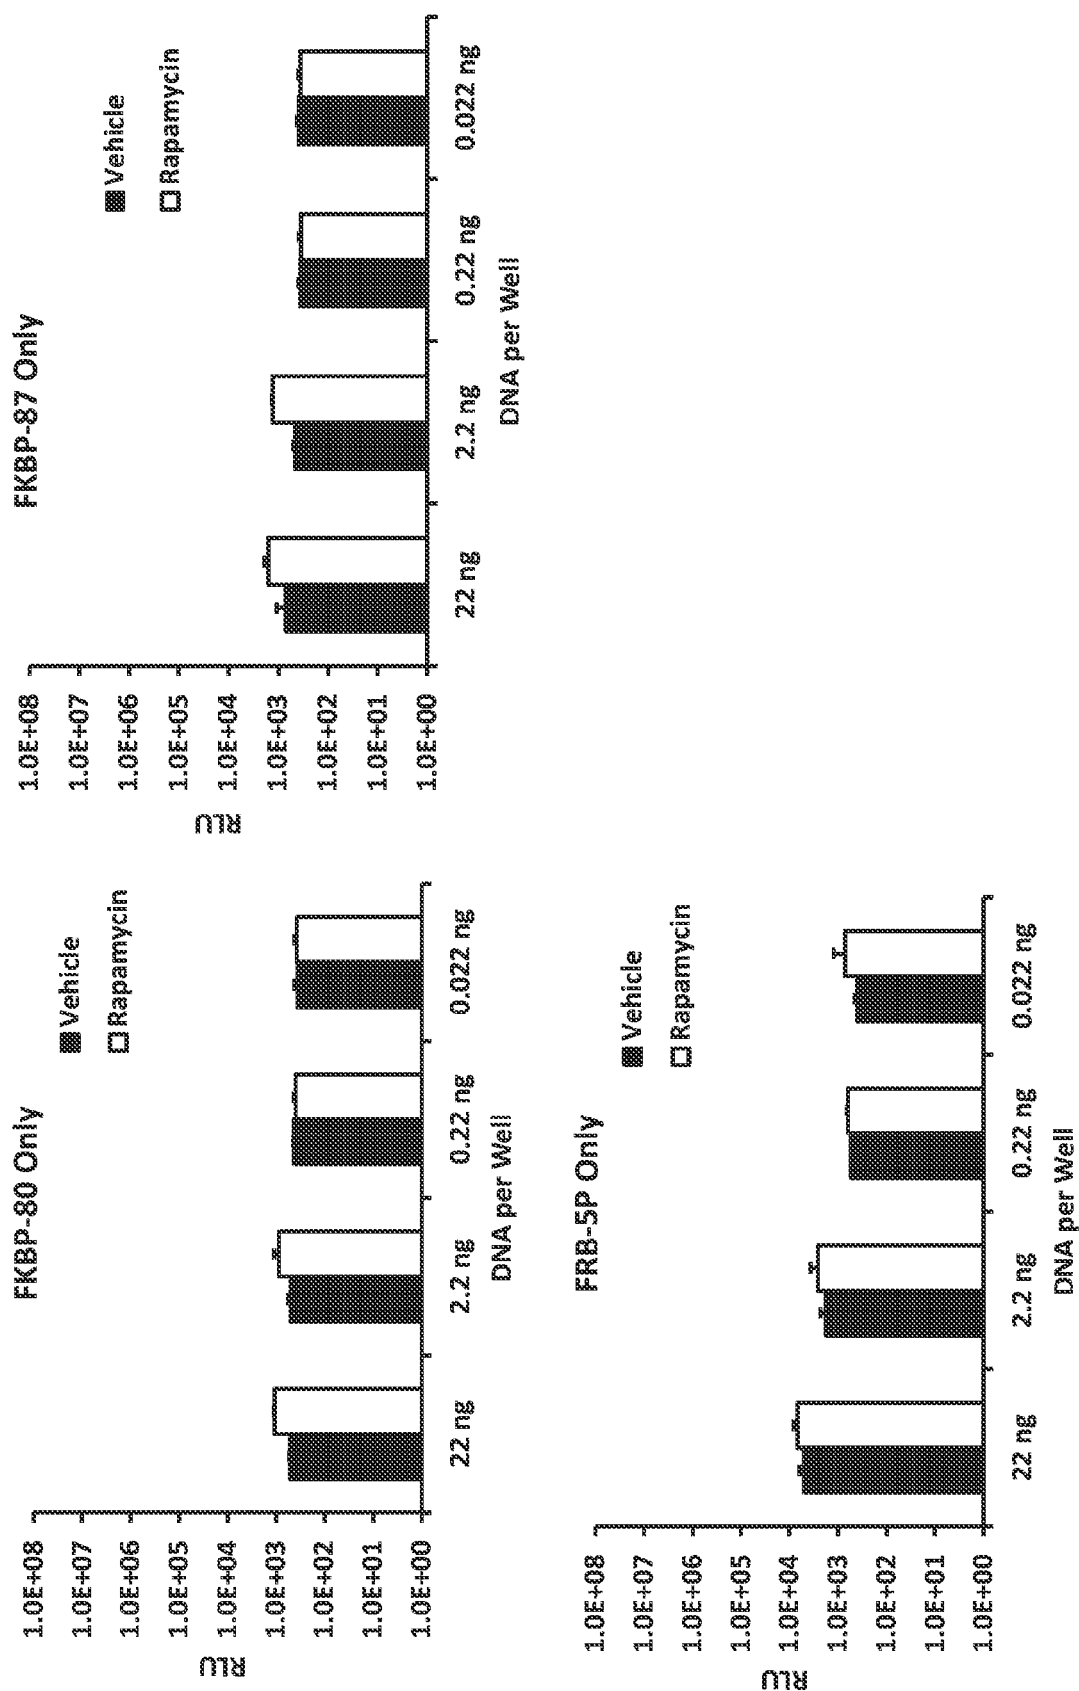 FKBP-80 Only
Vehicle
Rapamycin
1.0E+08
1.0E+07
1.0E+06
1.0E+05
1.0E+04
1.0E+03
1.0E+02
1.0E+01
1.0E+00
RLU
22 ng
2.2 ng
0.22 ng
0.022 ng
DNA per Well
FKBP-87 Only
Vehicle
Rapamycin
1.0E+08
1.0E+07
1.0E+06
1.0E+05
1.0E+04
1.0E+03
1.0E+02
1.0E+01
1.0E+00
RLU
22 ng
2.2 ng
0.22 ng
0.022 ng
DNA per Well
FRB-5P Only
Vehicle
Rapamycin
1.0E+08
1.0E+07
1.0E+06
1.0E+05
1.0E+04
1.0E+03
1.0E+02
1.0E+01
1.0E+00
RLU
22 ng
2.2 ng
0.22 ng
0.022 ng
DNA per Well